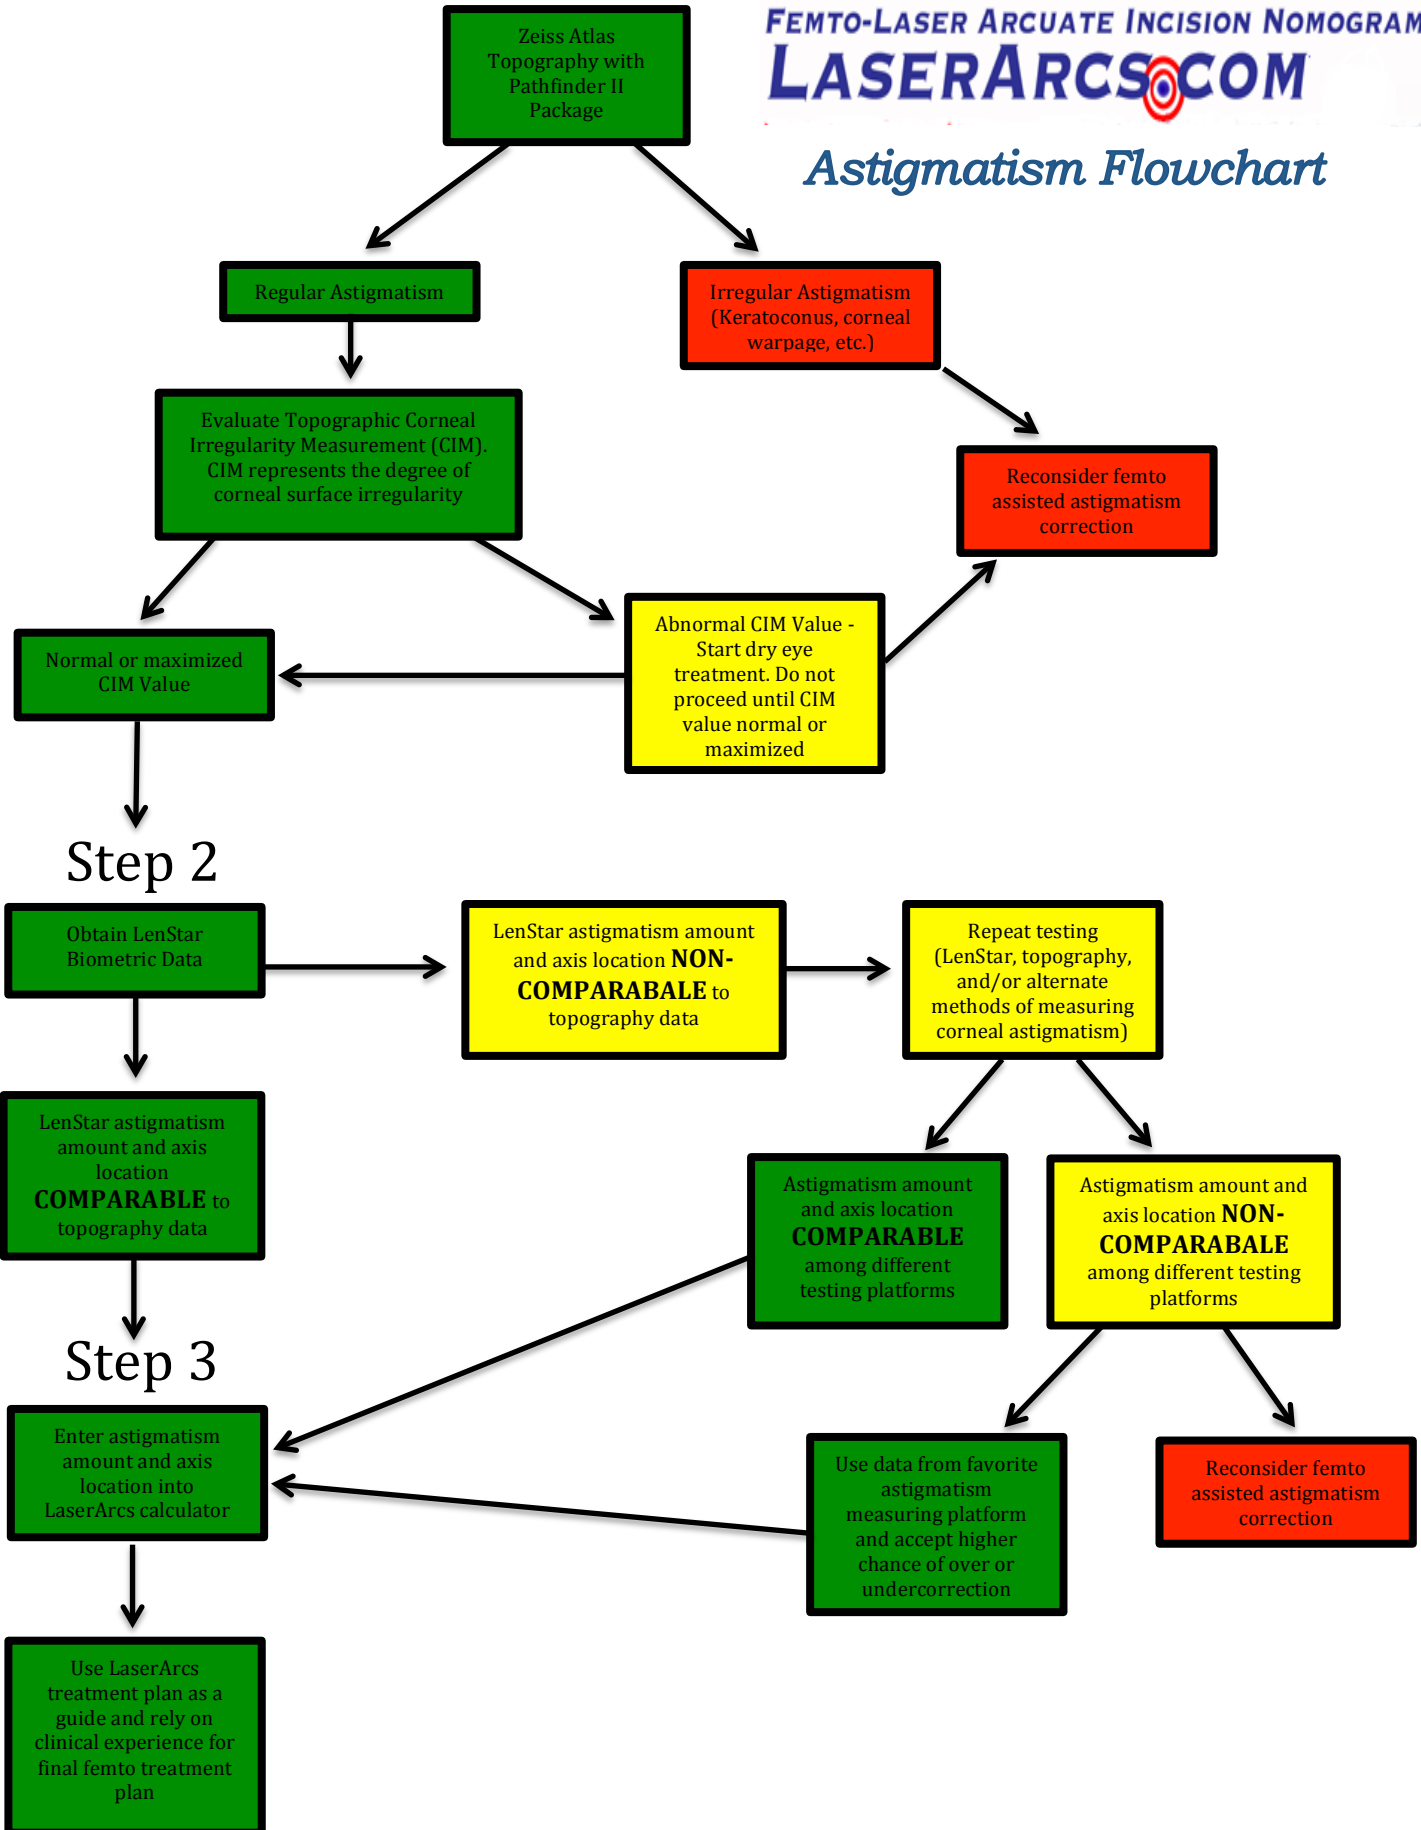 FEMTO-LASER ARCUATE INCISION NOMOGRAM
LASERARCS.COM
Astigmatism Flowchart
Zeiss Atlas
Topography with
Pathfinder II
Package
Regular Astigmatism
Irregular Astigmatism
(Keratoconus, corneal
warpage, etc.)
Evaluate Topographic Corneal
Irregularity Measurement (CIM).
CIM represents the degree of
corneal surface irregularity
Reconsider femto
assisted astigmatism
correction
Normal or maximized
CIM Value
Abnormal CIM Value -
Start dry eye
treatment. Do not
proceed until CIM
value normal or
maximized
Step 2
Obtain LenStar
Biometric Data
LenStar astigmatism amount
and axis location NON-
COMPARABALE to
topography data
Repeat testing
(LenStar, topography,
and/or alternate
methods of measuring
corneal astigmatism)
LenStar astigmatism
amount and axis
location
COMPARABLE to
topography data
Astigmatism amount
and axis location
COMPARABLE
among different
testing platforms
Astigmatism amount and
axis location NON-
COMPARABALE
among different testing
platforms
Step 3
Enter astigmatism
amount and axis
location into
LaserArcs calculator
Use data from favorite
astigmatism
measuring platform
and accept higher
chance of over or
undercorrection
Reconsider femto
assisted astigmatism
correction
Use LaserArcs
treatment plan as a
guide and rely on
clinical experience for
final femto treatment
plan